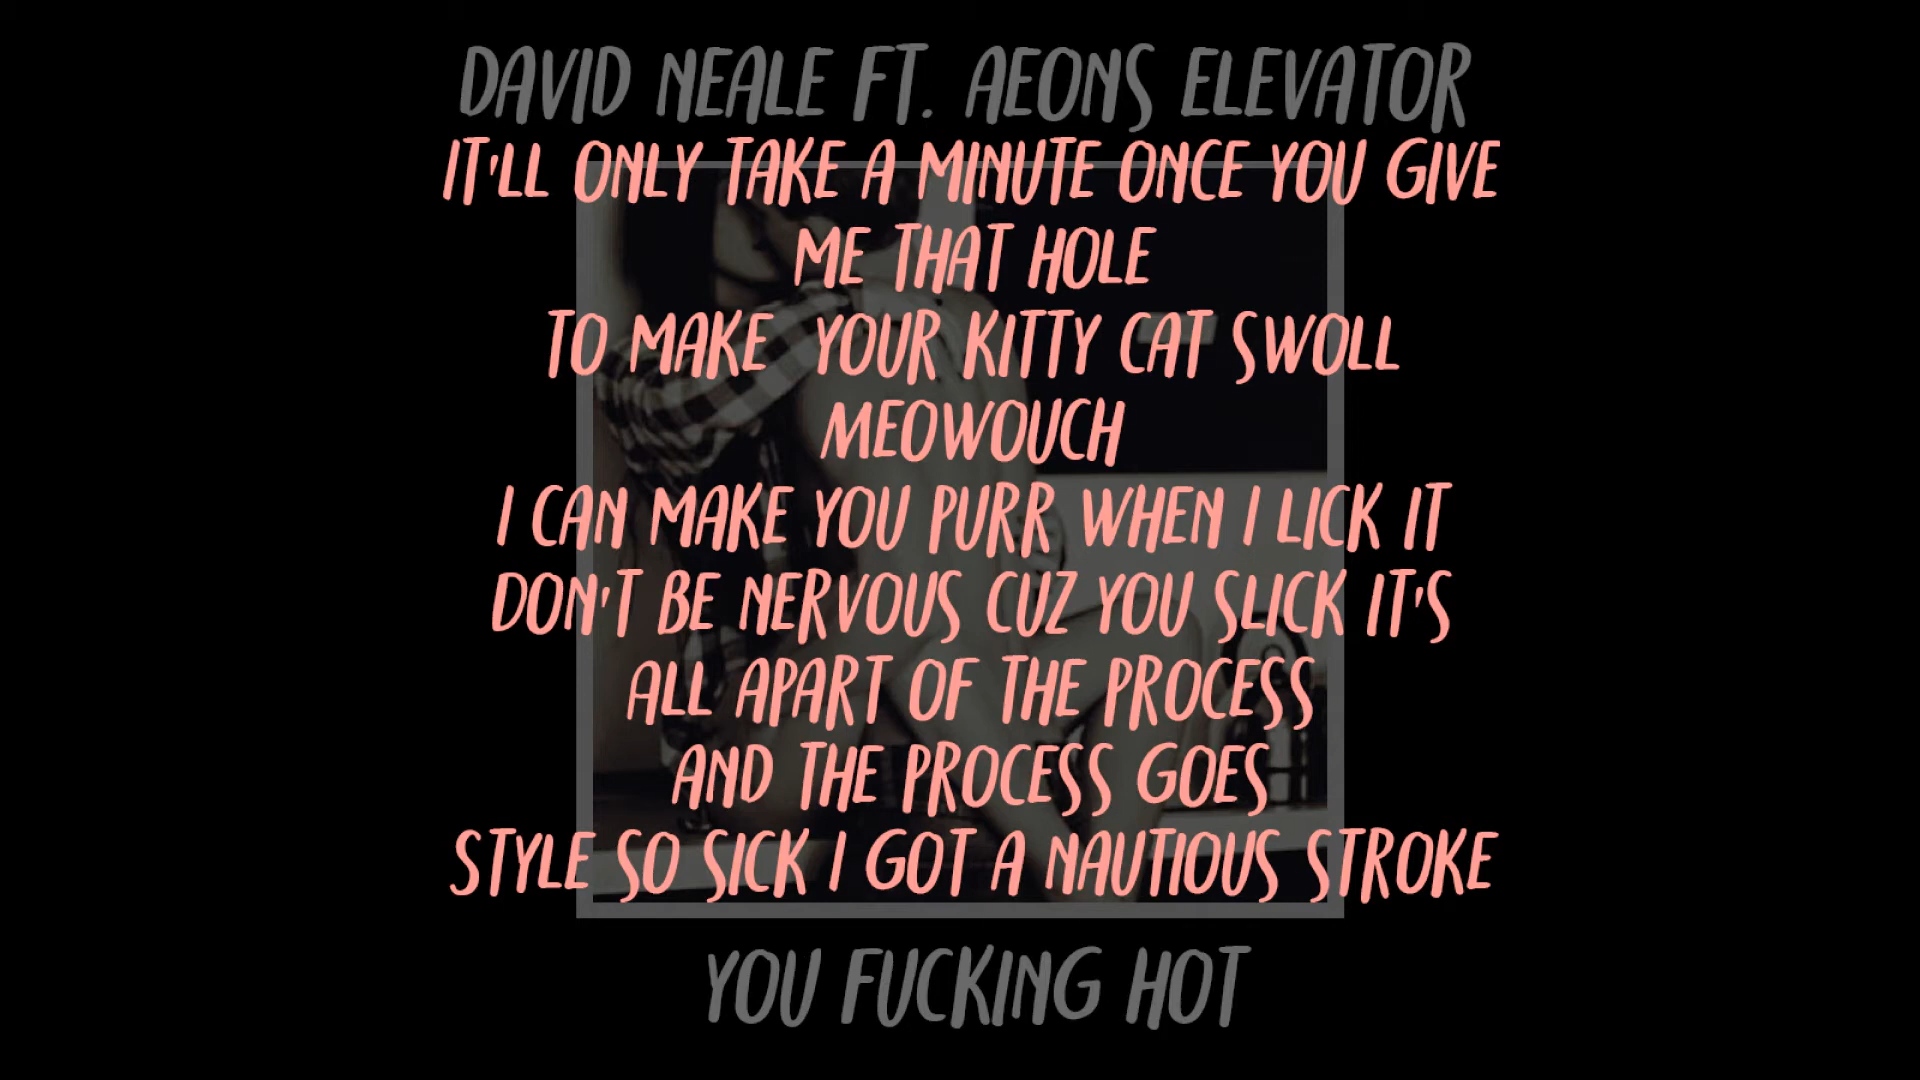 DAVID NEALE FT. AEONS ELEVATOR
IT'LL ONLY TAKE A MINUTE ONCE YOU GIVE
ME THAT HOLE
TO MAKE  YOUR KITTY CAT SWOLL
MEOWOUCH
I CAN MAKE YOU PURR WHEN I LICK IT
DON'T BE NERVOUS CUZ YOU SLICK IT'S
ALL APART OF THE PROCESS
AND THE PROCESS GOES
STYLE SO SICK I GOT A NAUTIOUS STROKE
YOU FUCKING HOT